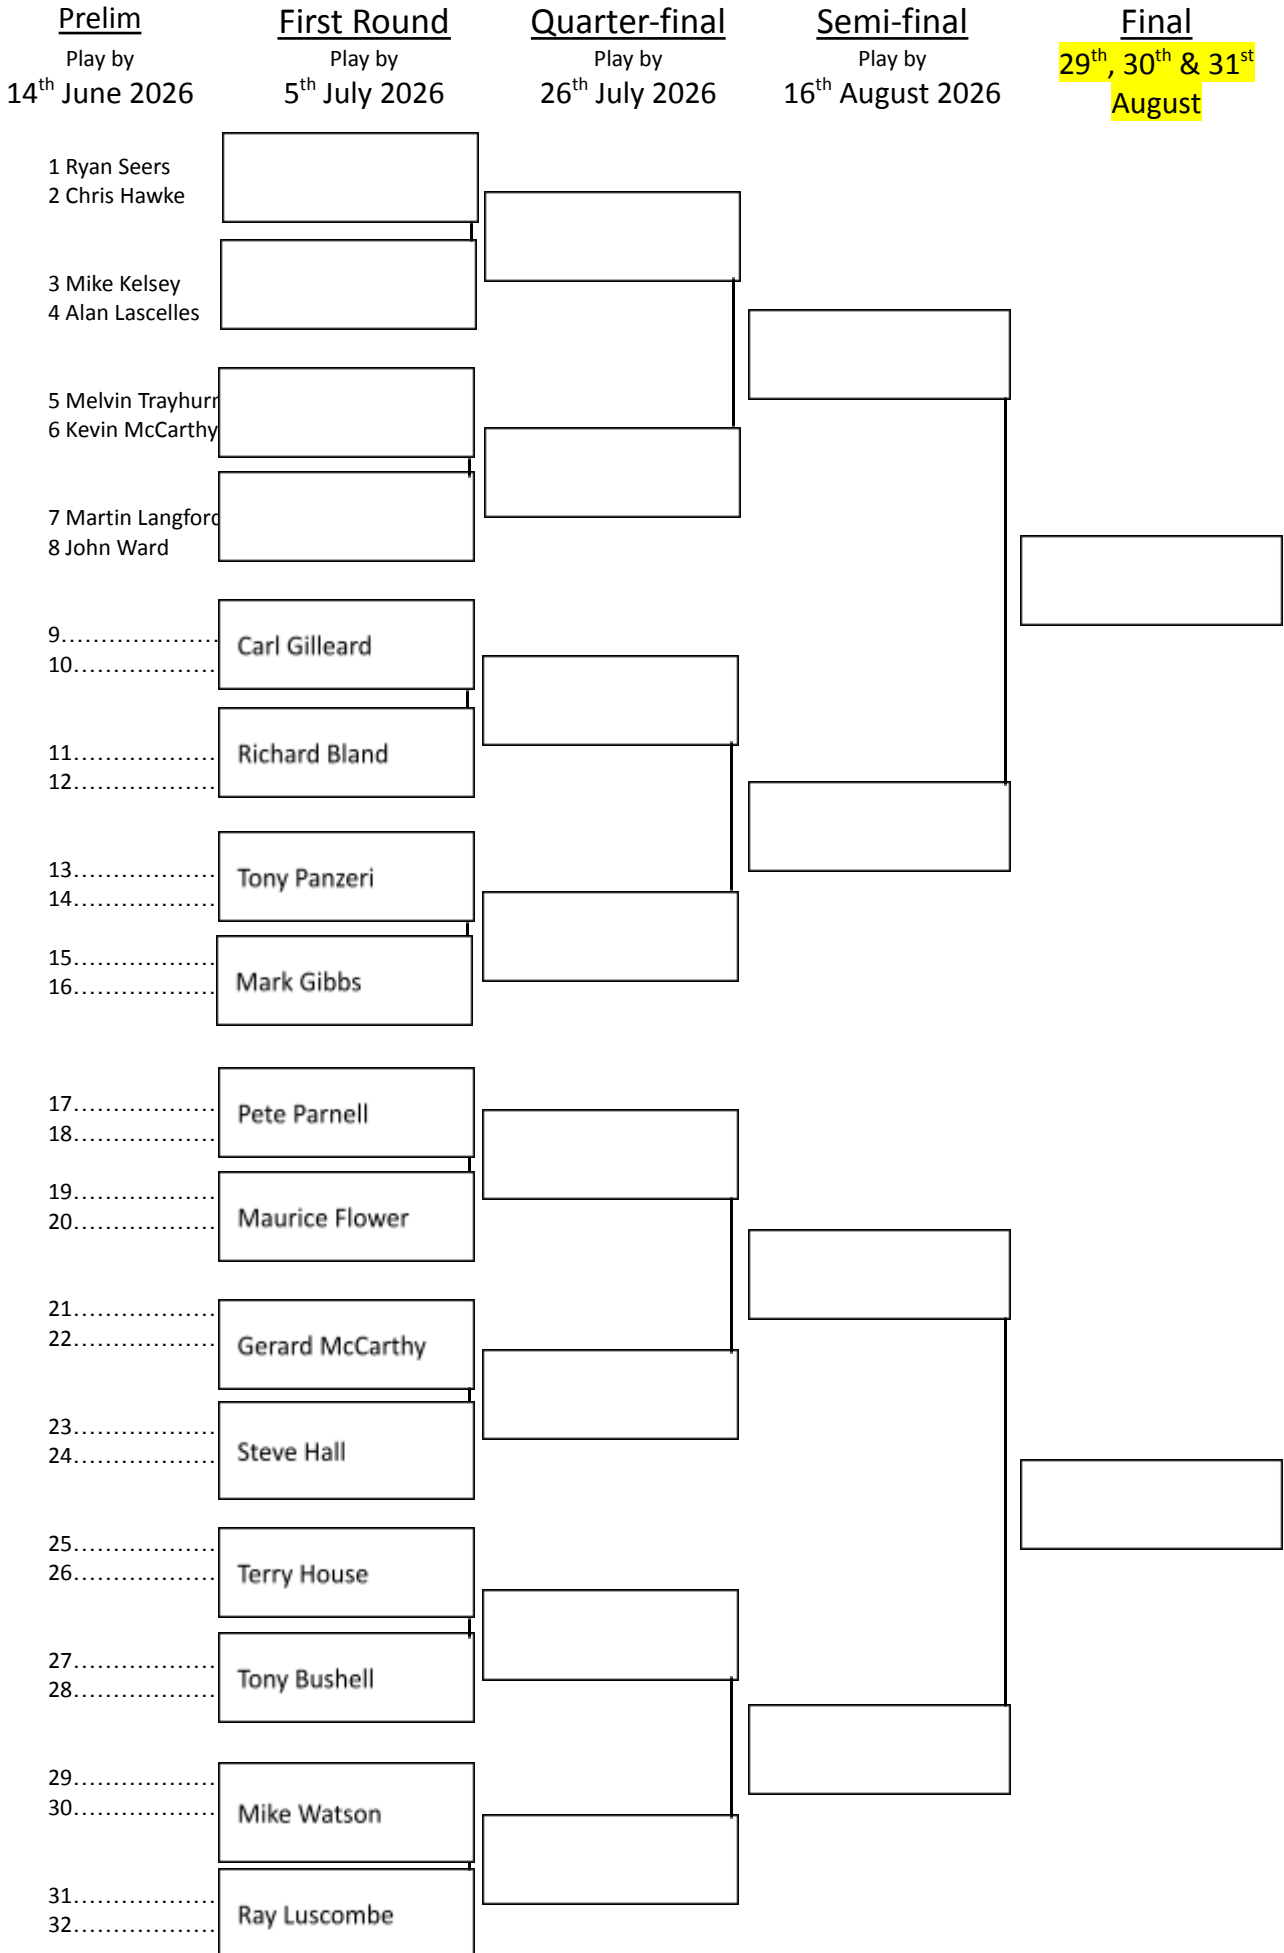 Prelim
Play by
14th June 2026
First Round
Play by
5th July 2026
Quarter-final
Play by
26th July 2026
Semi-final
Play by
16th August 2026
Final
29th, 30th & 31st
August
1 Ryan Seers
2 Chris Hawke
3 Mike Kelsey
4 Alan Lascelles
5 Melvin Trayhurn
6 Kevin McCarthy
7 Martin Langford
8 John Ward
9....................
10..................
Carl Gilleard
11..................
12..................
Richard Bland
13..................
14..................
Tony Panzeri
15..................
16..................
Mark Gibbs
17..................
18..................
Pete Parnell
19..................
20..................
Maurice Flower
21..................
22..................
Gerard McCarthy
23..................
24..................
Steve Hall
25..................
26..................
Terry House
27..................
28..................
Tony Bushell
29..................
30..................
Mike Watson
31..................
32..................
Ray Luscombe